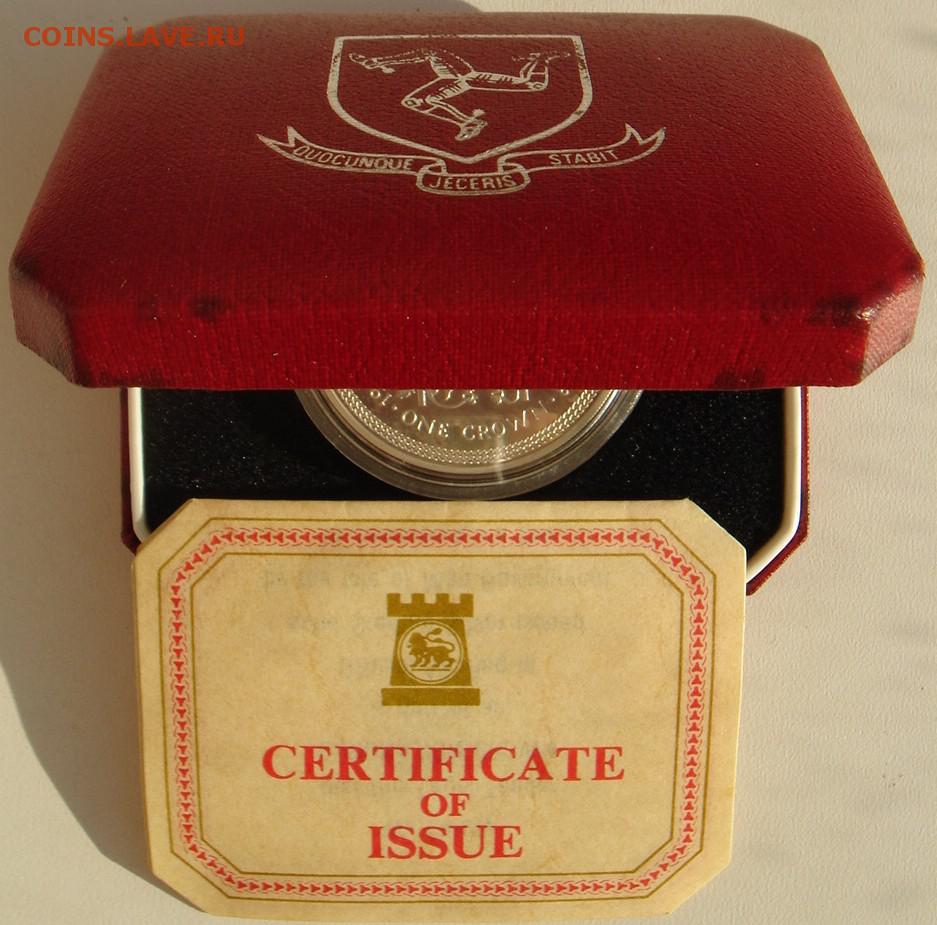 COINS.LAVE.RU
QUOCUNQUE JECERIS STABIT
ONE CROWN
CERTIFICATE
OF
ISSUE